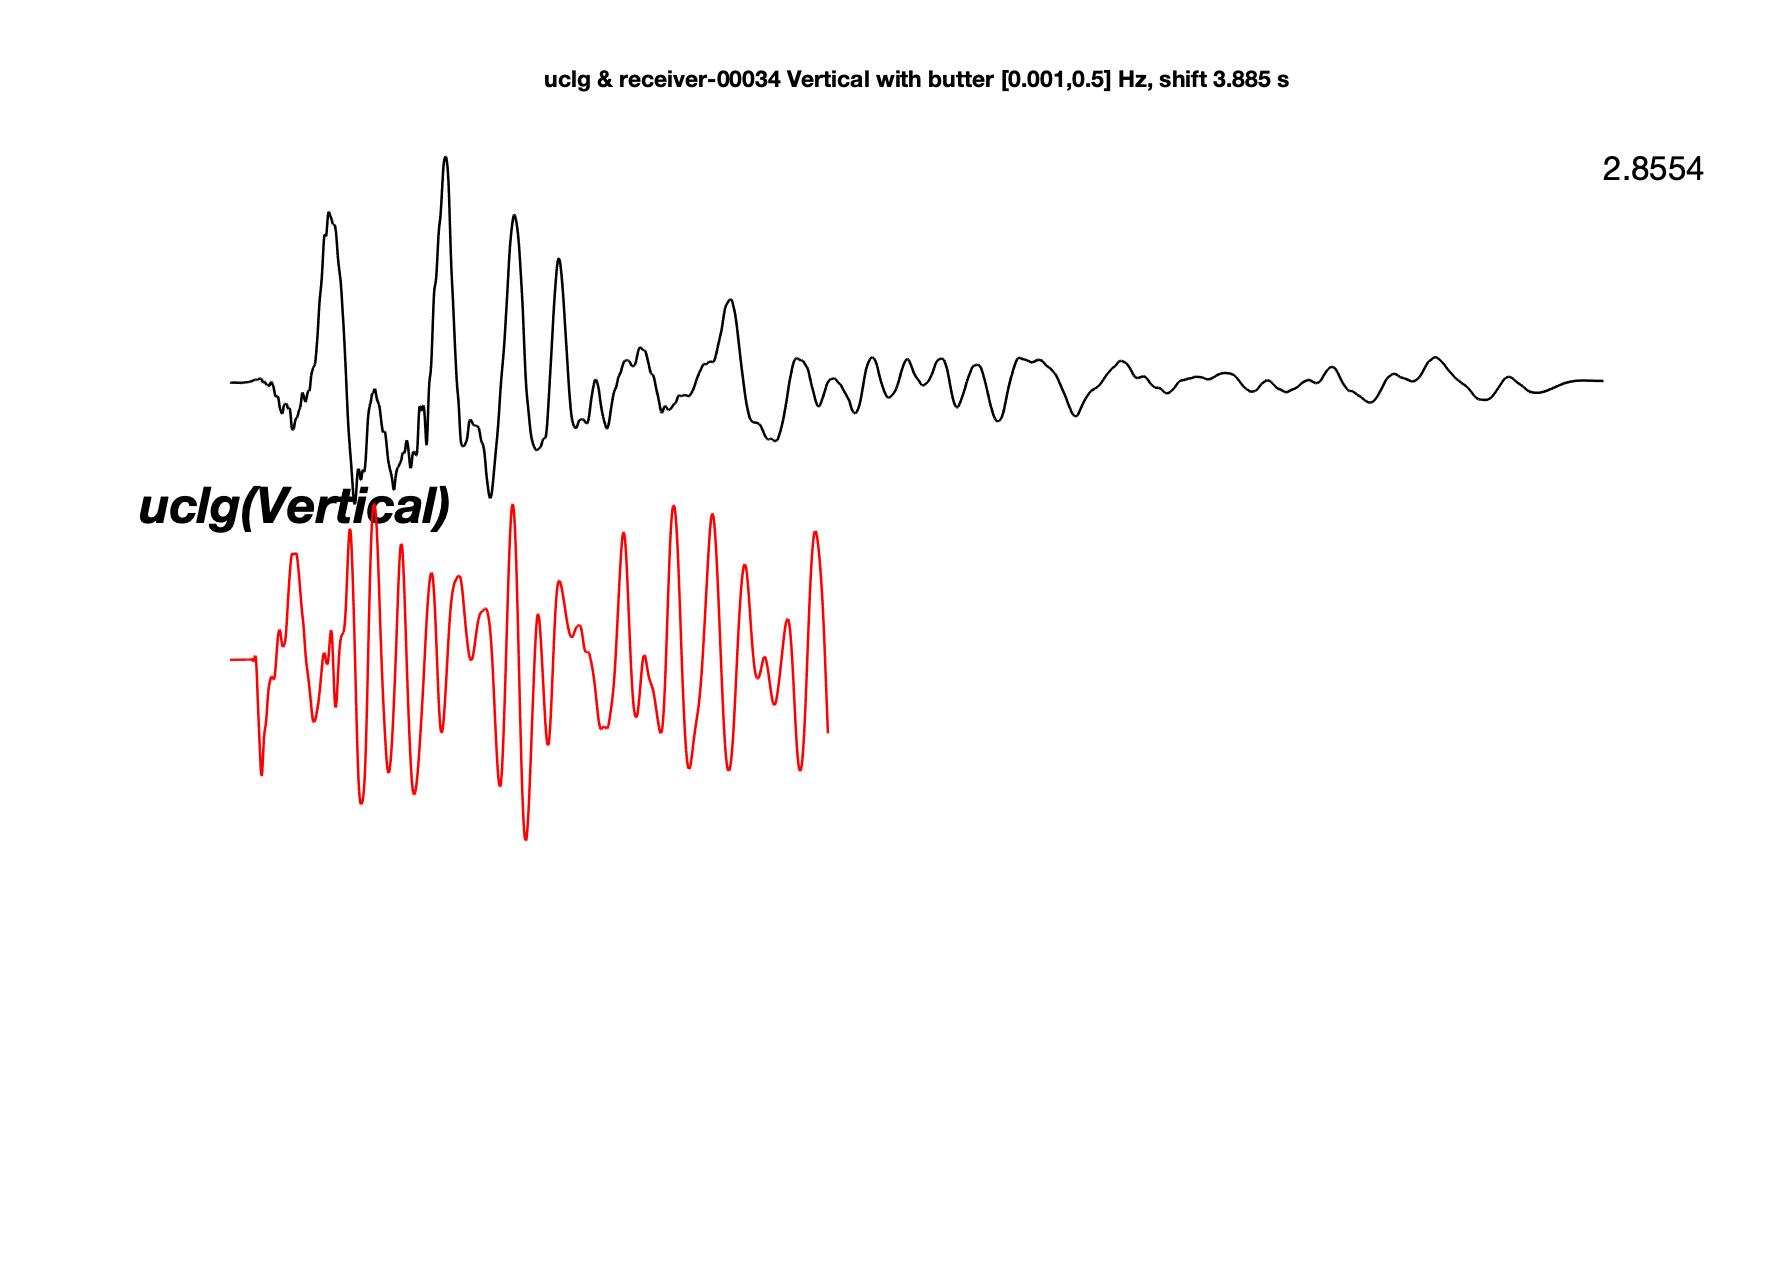 uclg & receiver-00034 Vertical with butter [0.001,0.5] Hz, shift 3.885 s
2.8554
uclg(Vertical)